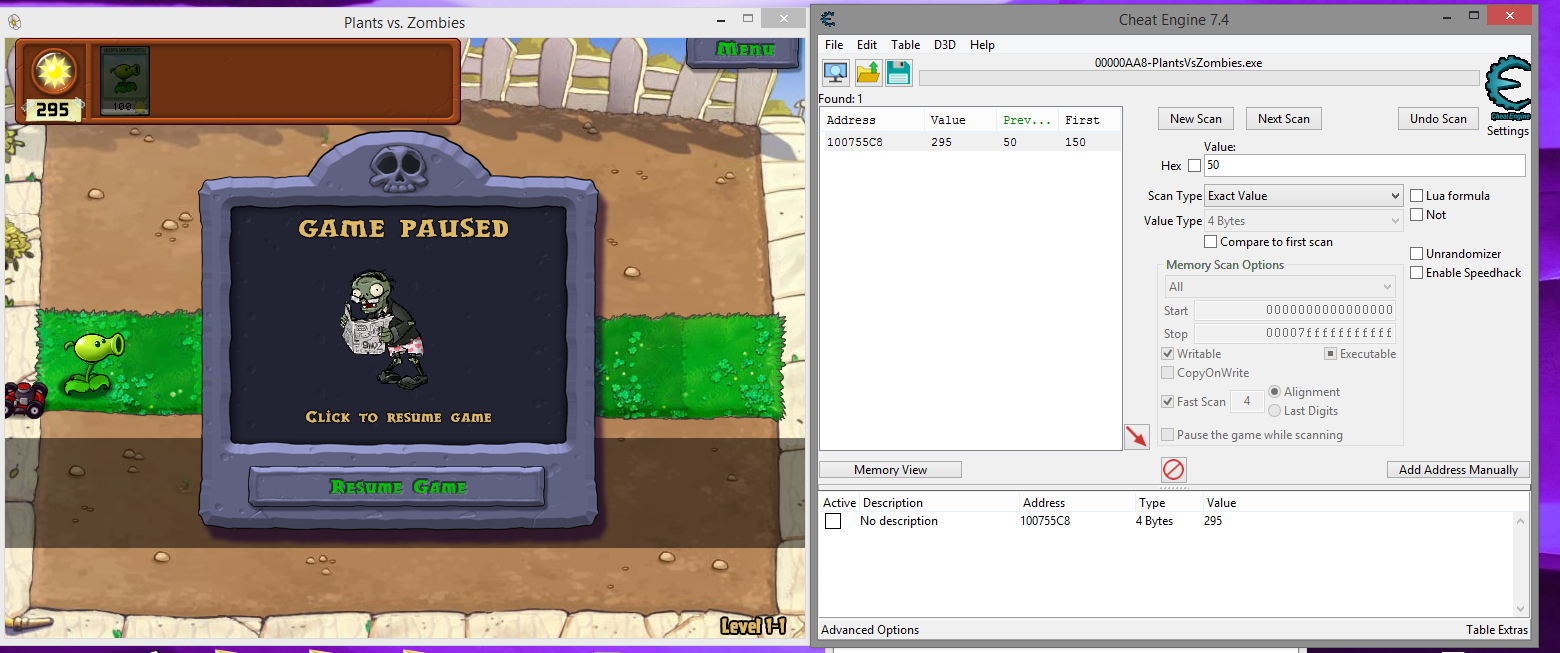 Plants vs. Zombies
Menu
295
100
GAME PAUSED
CLICK TO RESUME GAME
RESUME GAME
Level 1-1
Cheat Engine 7.4
File Edit Table D3D Help
00000AA8-PlantsVsZombies.exe
Found: 1
Address Value Prev... First
100755C8 295 50 150
New Scan Next Scan Undo Scan
Cheat Engine
Settings
Value:
Hex 50
Scan Type Exact Value
Lua formula
Value Type 4 Bytes
Not
Compare to first scan
Unrandomizer
Enable Speedhack
Memory Scan Options
All
Start 0000000000000000
Stop 00007fffffffffff
Writable Executable
CopyOnWrite
Fast Scan 4 Alignment
Last Digits
Pause the game while scanning
Memory View
Add Address Manually
Active Description Address Type Value
No description 100755C8 4 Bytes 295
Advanced Options
Table Extras